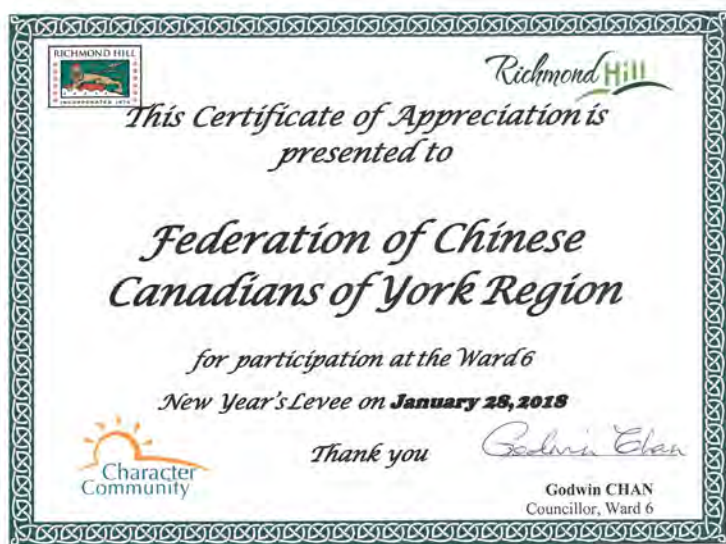 RICHMOND HILL
INCORPORATED 1873
Richmond Hill
This Certificate of Appreciation is
presented to
Federation of Chinese
Canadians of York Region
for participation at the Ward 6
New Year's Levee on January 28, 2018
Thank you
Godwin Chan
Character
Community
Godwin CHAN
Councillor, Ward 6